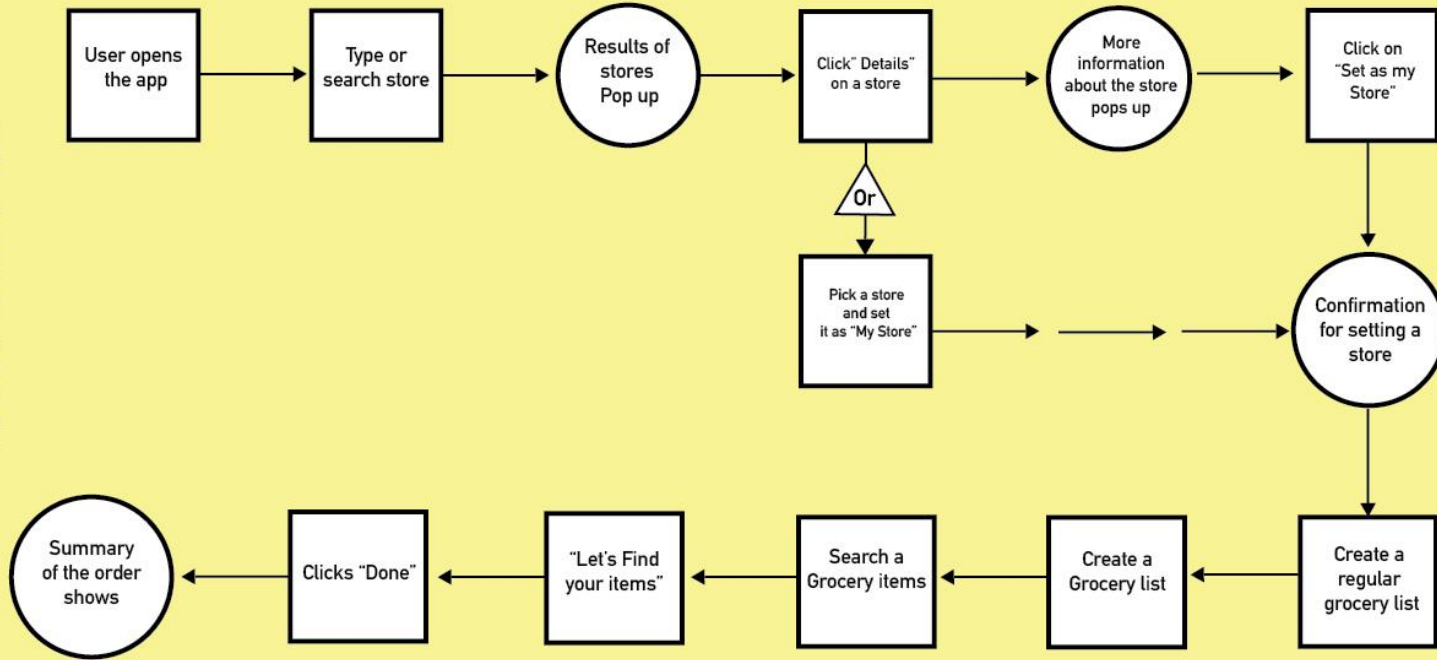 User opens
the app
Type or
search store
Results of
stores
Pop up
Click” Details”
on a store
More
information
about the store
pops up
Click on
“Set as my
Store”
Or
Pick a store
and set
it as “My Store”
Confirmation
for setting a
store
Create a
regular
grocery list
Create a
Grocery list
Search a
Grocery items
“Let’s Find
your items”
Clicks “Done”
Summary
of the order
shows